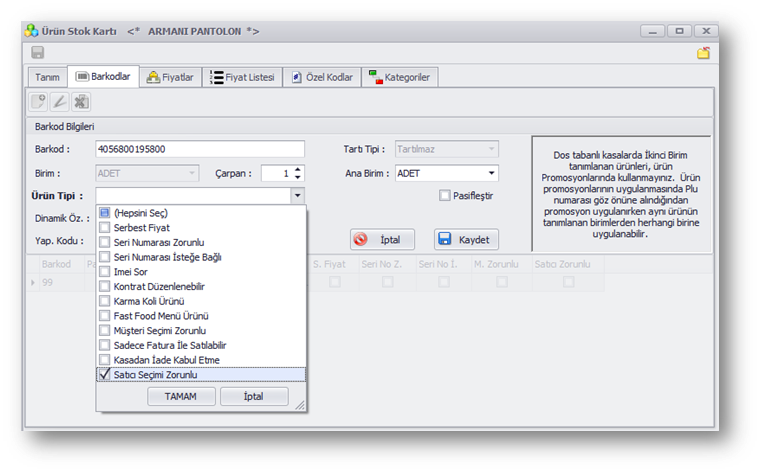 Ürün Stok Kartı <* ARMANI PANTOLON *>
Tanım Barkodlar Fiyatlar Fiyat Listesi Özel Kodlar Kategoriler
Barkod Bilgileri
Barkod : 4056800195800 Tartı Tipi : Tartılmaz
Birim : ADET Çarpan : 1 Ana Birim : ADET
Ürün Tipi : Pasifleştir
Dinamik Öz. :
Yap. Kodu : İptal Kaydet
Dos tabanlı kasalarda İkinci Birim
tanımlanan ürünleri, ürün
Promosyonlarında kullanmayınız. Ürün
promosyonlarının uygulanmasında Plu
numarası göz önüne alındığından
promosyon uygulanırken aynı ürünün
tanımlanan birimlerden herhangi birine
uygulanabilir.
(Hepsini Seç)
Serbest Fiyat
Seri Numarası Zorunlu
Seri Numarası İsteğe Bağlı
Imei Sor
Kontrat Düzenlenebilir
Karma Koli Ürünü
Fast Food Menü Ürünü
Müşteri Seçimi Zorunlu
Sadece Fatura İle Satılabilir
Kasadan İade Kabul Etme
Satıcı Seçimi Zorunlu
TAMAM İptal
Barkod S. Fiyat Seri No Z. Seri No İ. M. Zorunlu Satıcı Zorunlu
99